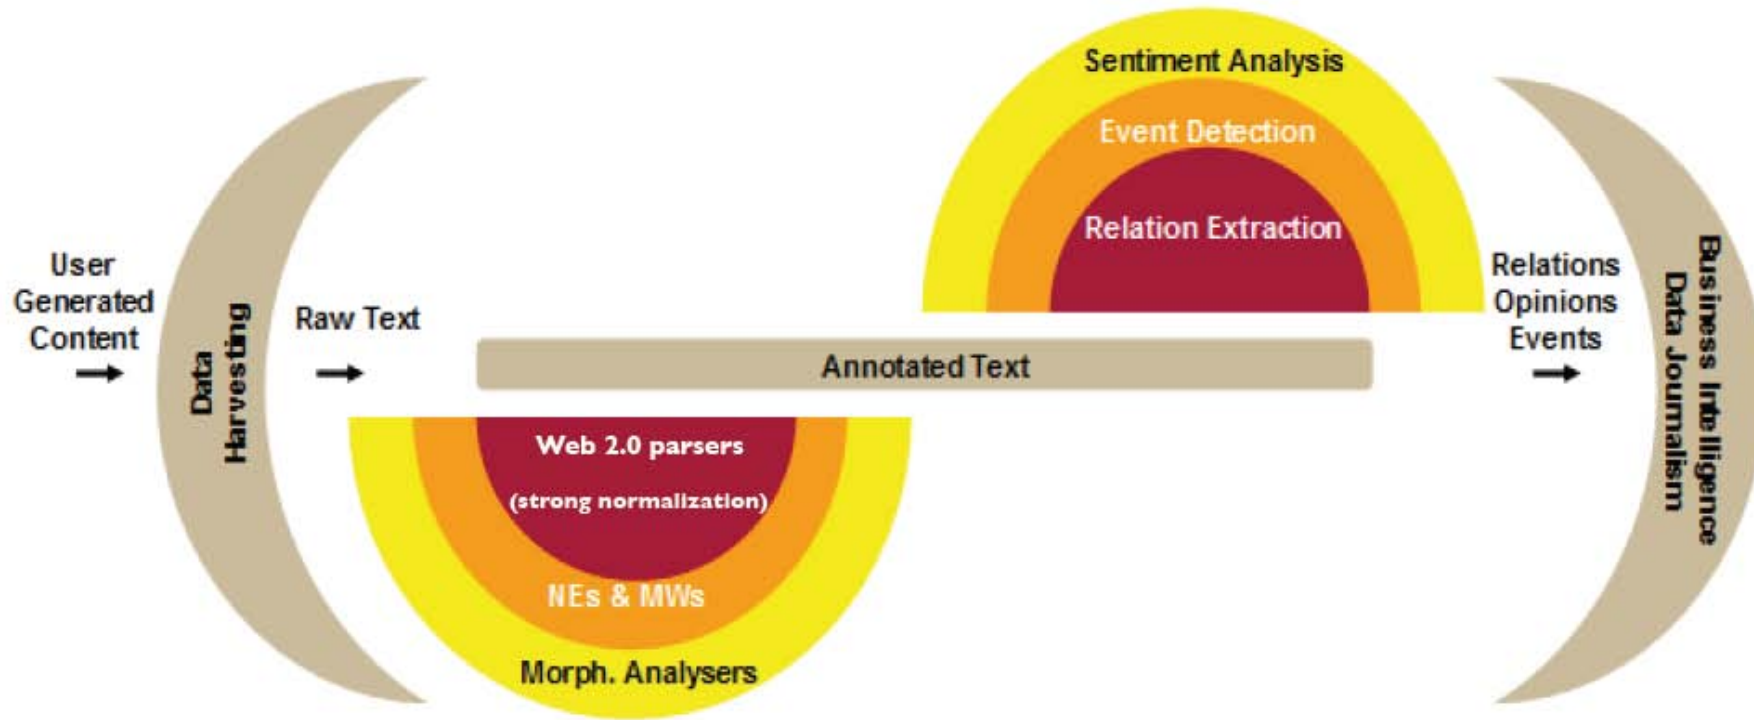 User
Generated
Content
Data
Harvesting
Raw Text
Annotated Text
Web 2.0 parsers
(strong normalization)
NEs & MWs
Morph. Analysers
Sentiment Analysis
Event Detection
Relation Extraction
Relations
Opinions
Events
Business Intelligence
Data Journalism